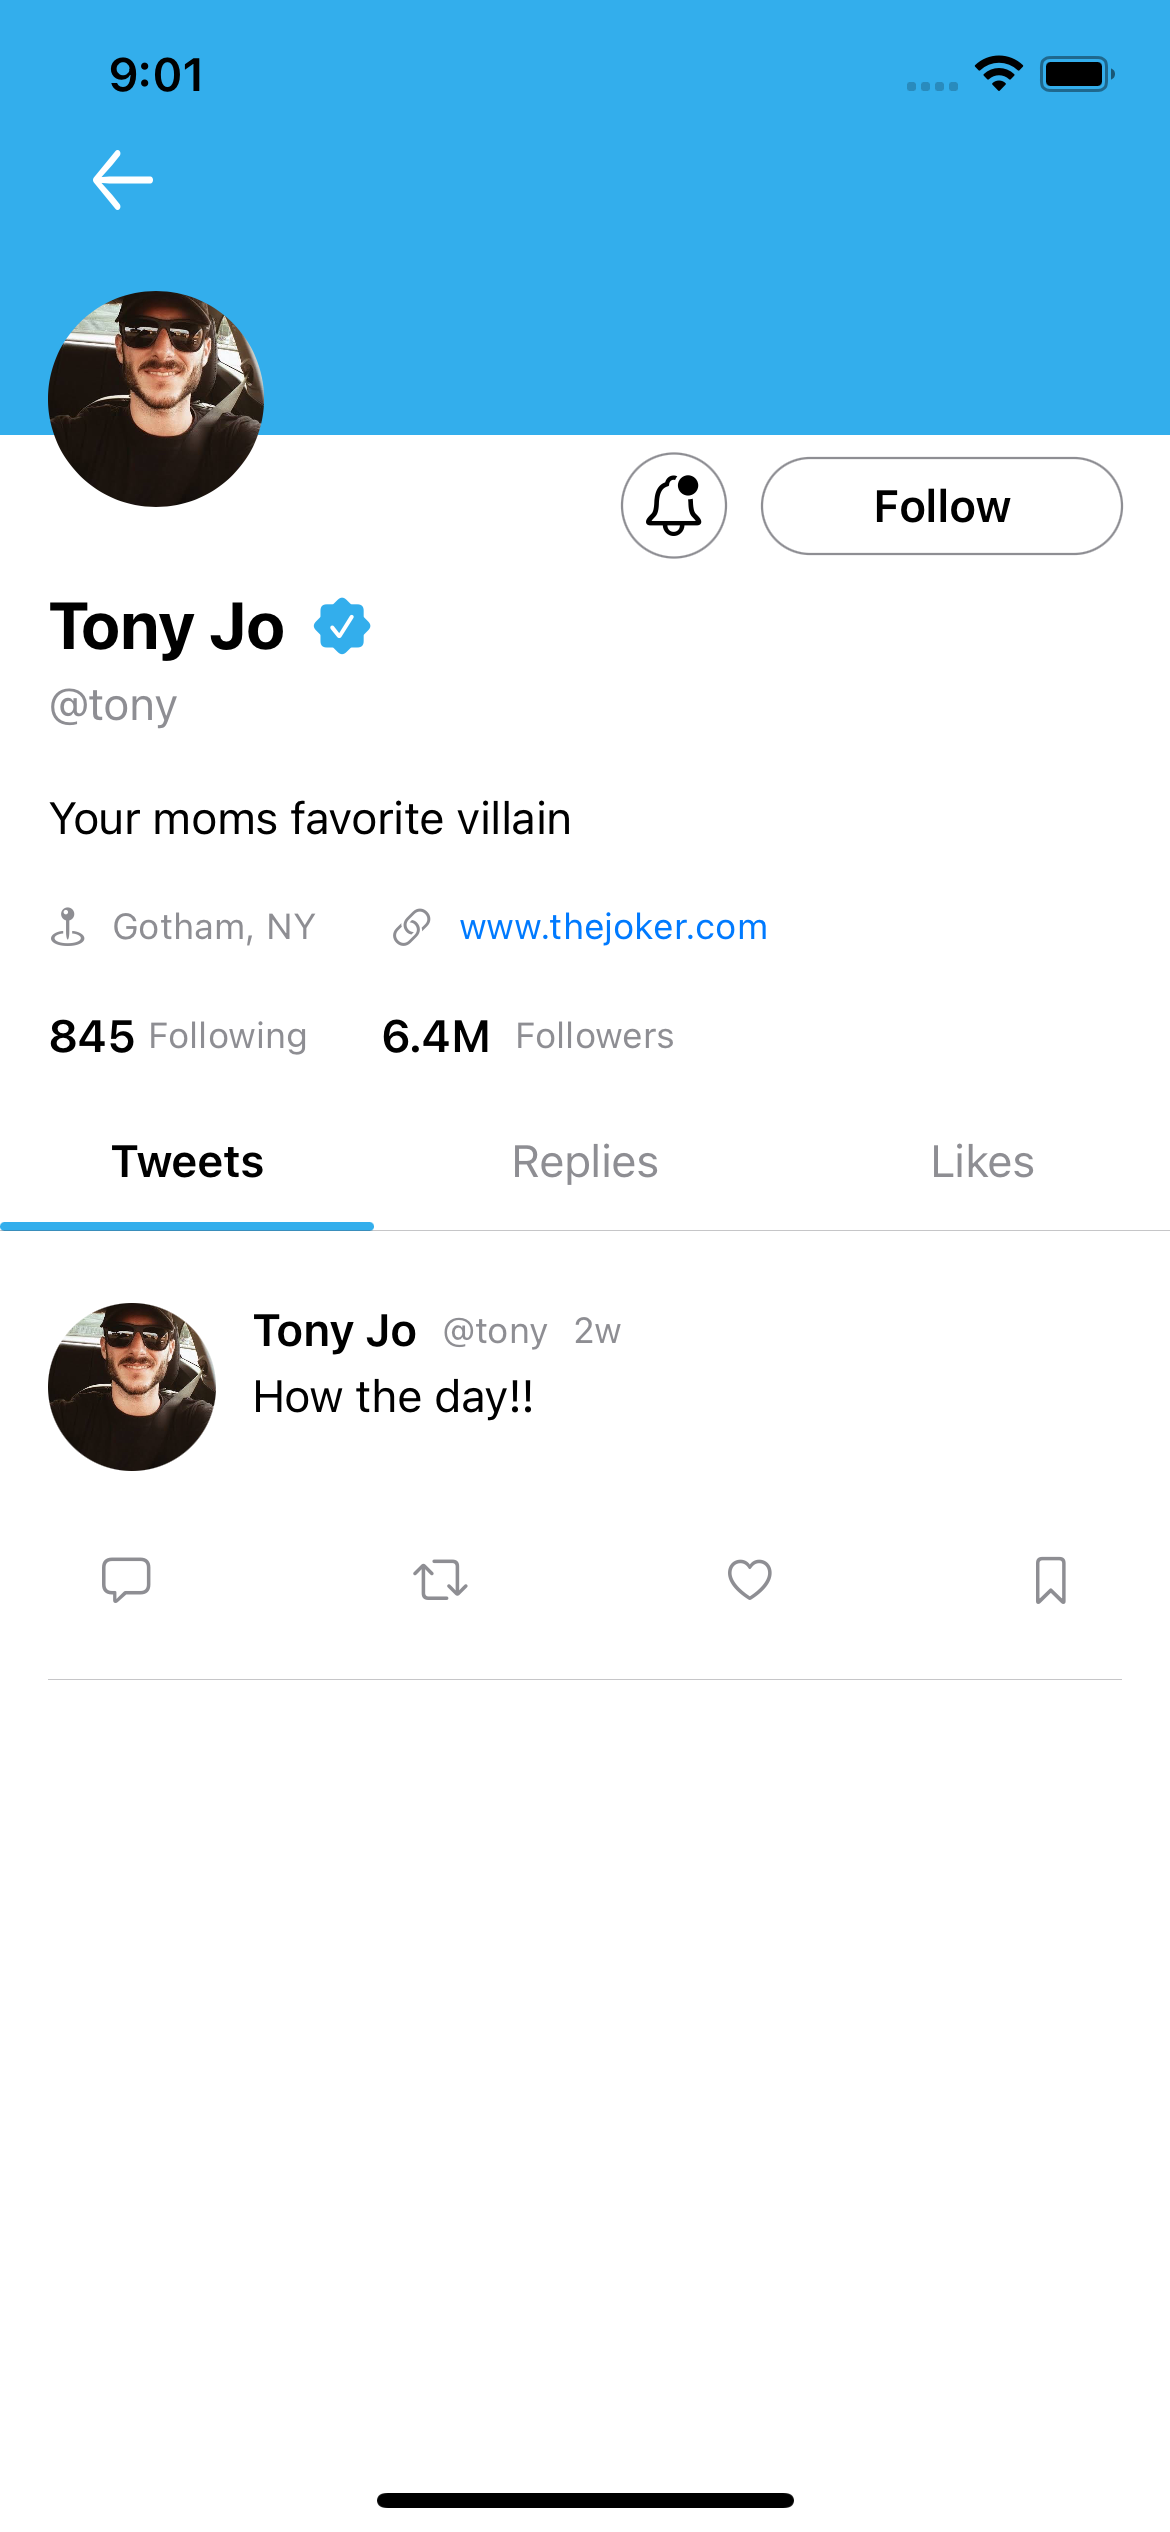 9:01
Follow
Tony Jo
@tony
Your moms favorite villain
Gotham, NY www.thejoker.com
845 Following 6.4M Followers
Tweets Replies Likes
Tony Jo @tony 2w
How the day!!